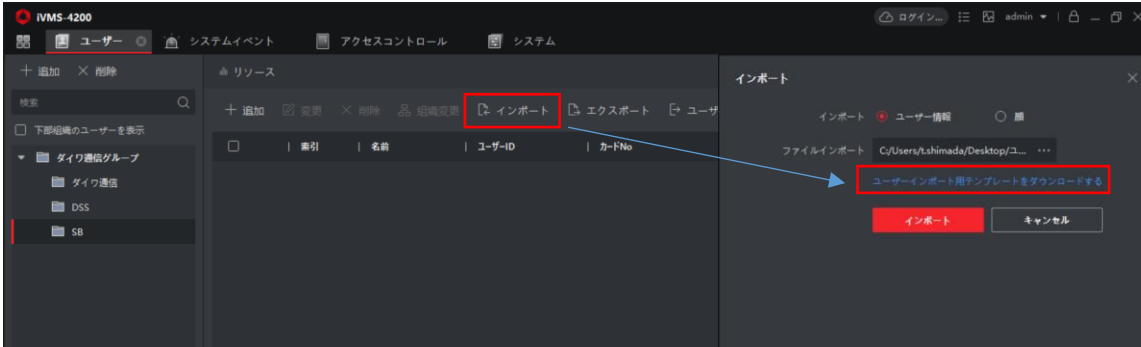 iVMS-4200
ログイン... admin
ユーザー システムイベント アクセスコントロール システム
追加 削除
検索
下部組織のユーザーを表示
ダイワ通信グループ
ダイワ通信
DSS
SB
リソース
追加 変更 削除 組織変更 インポート エクスポート ユーザ
索引 名前 ユーザーID カードNo
インポート
インポート ユーザー情報 顔
ファイルインポート C:/Users/t.shimada/Desktop/ユ... ...
ユーザーインポート用テンプレートをダウンロードする
インポート キャンセル